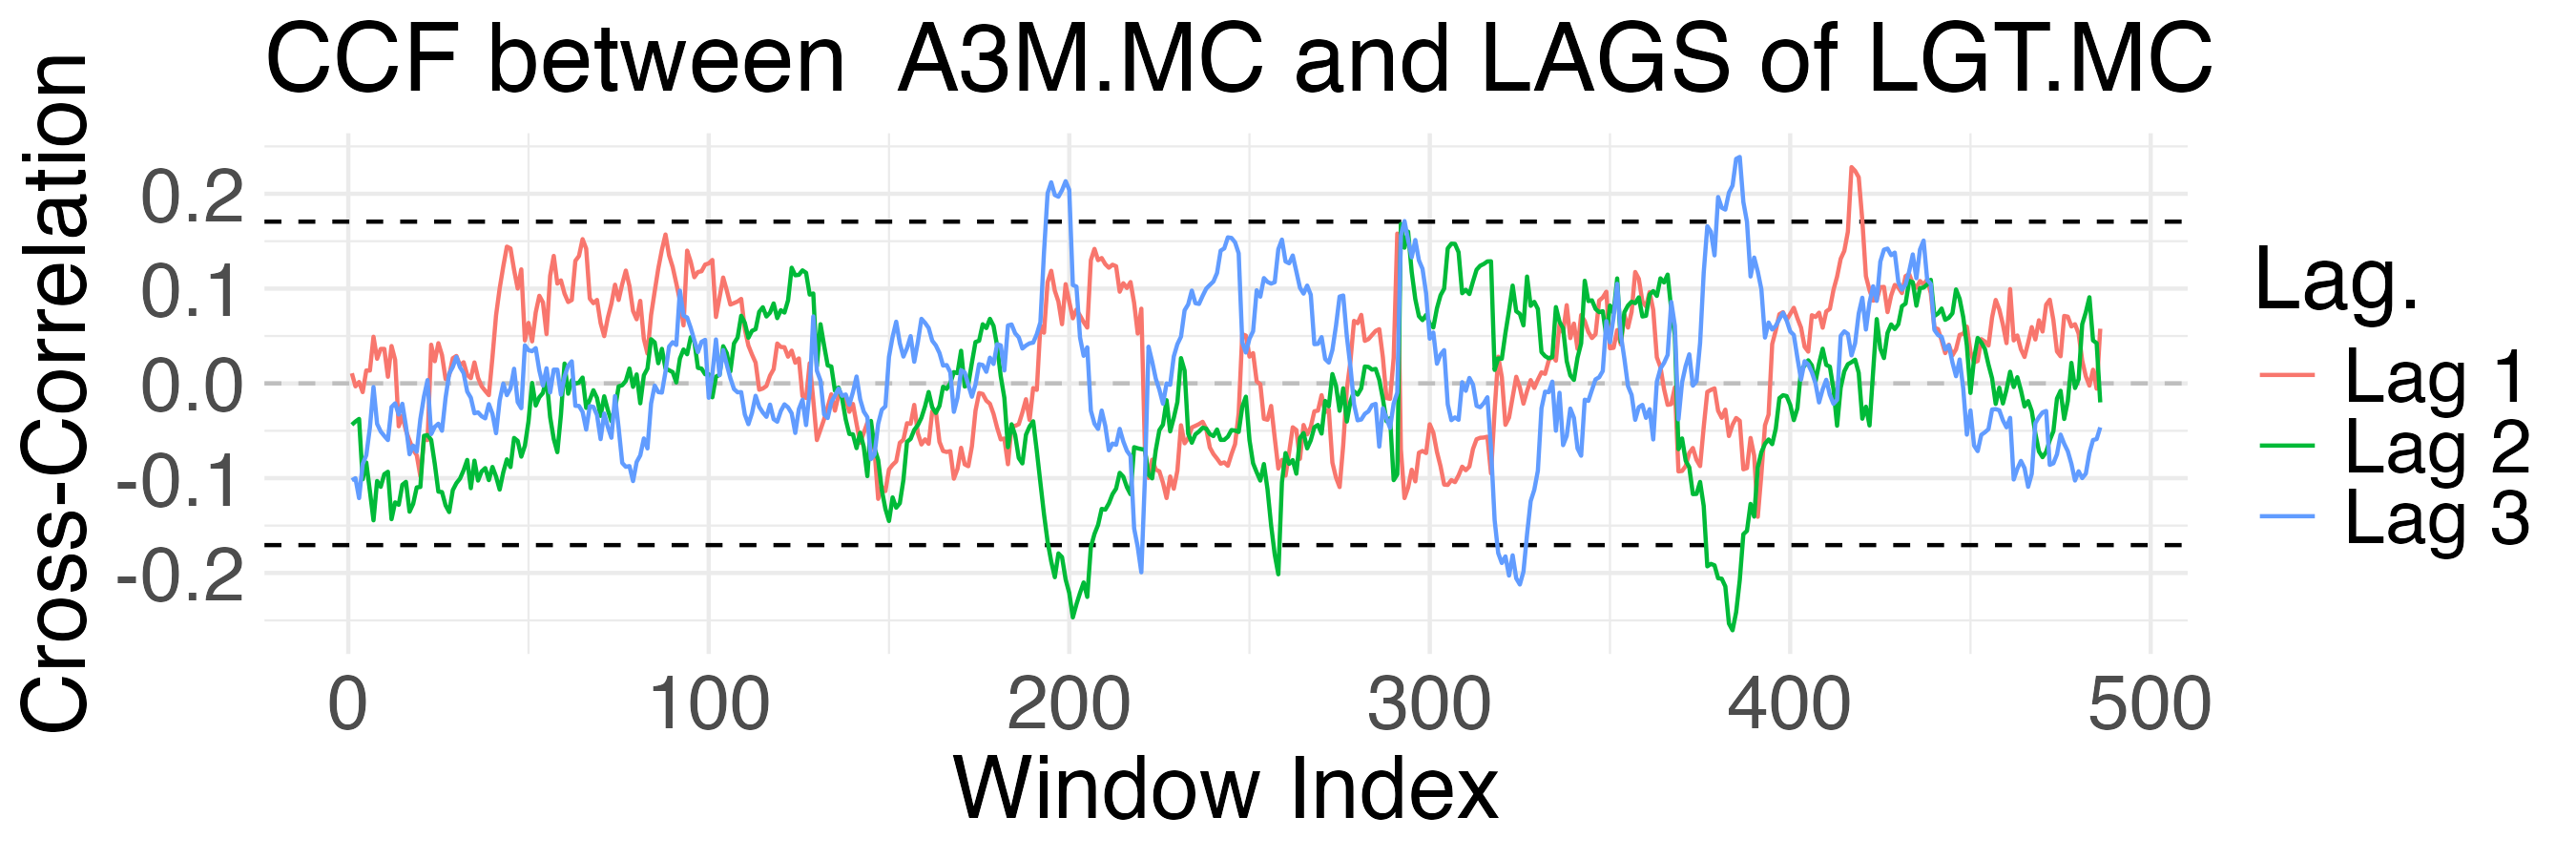 CCF between  A3M.MC and LAGS of LGT.MC
Cross-Correlation
0.2
0.1
0.0
-0.1
-0.2
0 100 200 300 400 500
Window Index
Lag.
Lag 1
Lag 2
Lag 3